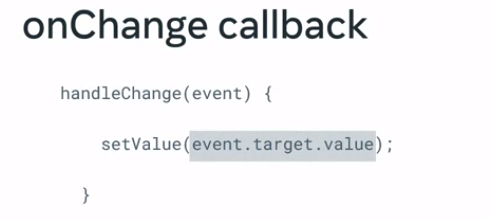 onChange callback
handleChange(event) {
setValue(event.target.value);
}